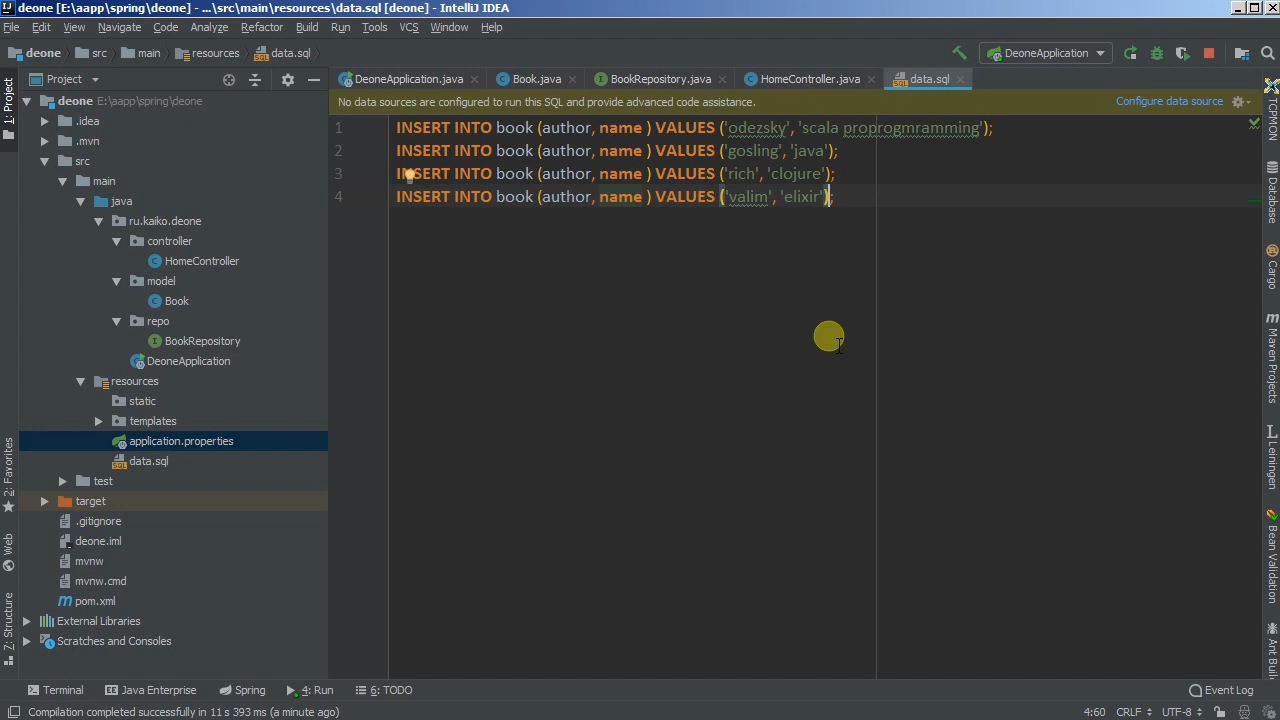 deone [E:\aapp\spring\deone] - ...\src\main\resources\data.sql [deone] - IntelliJ IDEA
File Edit View Navigate Code Analyze Refactor Build Run Tools VCS Window Help
deone src main resources data.sql DeoneApplication
1: Project
Project
DeoneApplication.java Book.java BookRepository.java HomeController.java data.sql
No data sources are configured to run this SQL and provide advanced code assistance. Configure data source
1 INSERT INTO book (author, name ) VALUES ('odezsky', 'scala proprogmramming');
2 INSERT INTO book (author, name ) VALUES ('gosling', 'java');
3 INSERT INTO book (author, name ) VALUES ('rich', 'clojure');
4 INSERT INTO book (author, name ) VALUES ('valim', 'elixir');
deone E:\aapp\spring\deone
.idea
.mvn
src
main
java
ru.kaiko.deone
controller
HomeController
model
Book
repo
BookRepository
DeoneApplication
resources
static
templates
application.properties
data.sql
test
target
.gitignore
deone.iml
mvnw
mvnw.cmd
pom.xml
External Libraries
Scratches and Consoles
2: Favorites
Web
Z: Structure
TCPMON
Cargo
Maven Projects
Leiningen
Bean Validation
Ant Build
Terminal Java Enterprise Spring 4: Run 6: TODO Event Log
Compilation completed successfully in 11 s 393 ms (a minute ago) 4:60 CRLF UTF-8